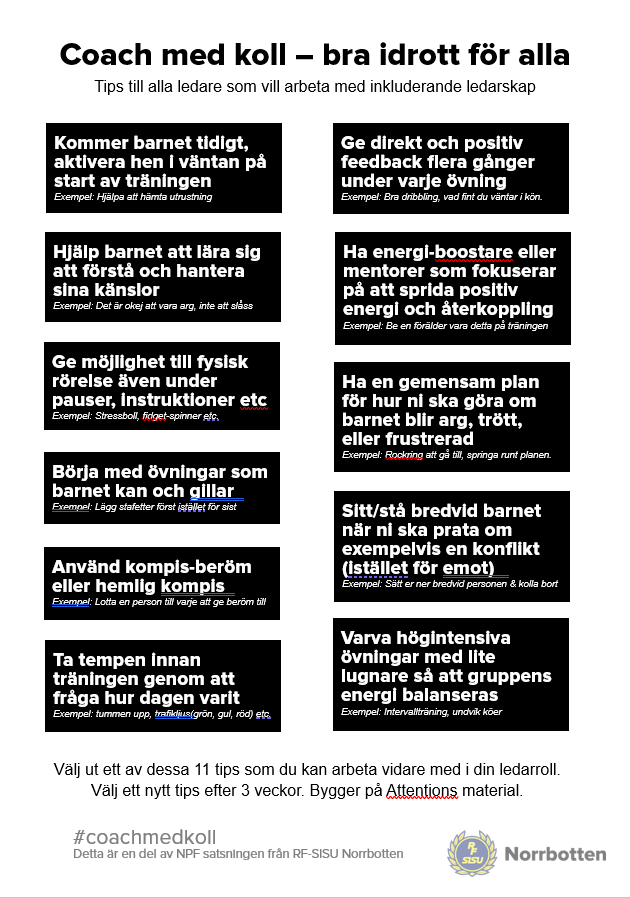 Coach med koll – bra idrott för alla
Tips till alla ledare som vill arbeta med inkluderande ledarskap
Kommer barnet tidigt,
aktivera hen i väntan på
start av träningen
Exempel: Hjälpa att hämta utrustning
Hjälp barnet att lära sig
att förstå och hantera
sina känslor
Exempel: Det är okej att vara arg, inte att slåss
Ge möjlighet till fysisk
rörelse även under
pauser, instruktioner etc
Exempel: Stressboll, fidget-spinner etc.
Börja med övningar som
barnet kan och gillar
Exempel: Lägg stafetter först istället för sist
Använd kompis-beröm
eller hemlig kompis
Exempel: Lotta en person till varje att ge beröm till
Ta tempen innan
träningen genom att
fråga hur dagen varit
Exempel: tummen upp, trafikljus(grön, gul, röd) etc.
Ge direkt och positiv
feedback flera gånger
under varje övning
Exempel: Bra dribbling, vad fint du väntar i kön.
Ha energi-boostare eller
mentorer som fokuserar
på att sprida positiv
energi och återkoppling
Exempel: Be en förälder vara detta på träningen
Ha en gemensam plan
för hur ni ska göra om
barnet blir arg, trött,
eller frustrerad
Exempel: Rockring att gå till, springa runt planen.
Sitt/stå bredvid barnet
när ni ska prata om
exempelvis en konflikt
(istället för emot)
Exempel: Sätt er ner bredvid personen & kolla bort
Varva högintensiva
övningar med lite
lugnare så att gruppens
energi balanseras
Exempel: Intervallträning, undvik köer
Välj ut ett av dessa 11 tips som du kan arbeta vidare med i din ledarroll.
Välj ett nytt tips efter 3 veckor. Bygger på Attentions material.
#coachmedkoll
Detta är en del av NPF satsningen från RF-SISU Norrbotten
RF
SISU
Norrbotten